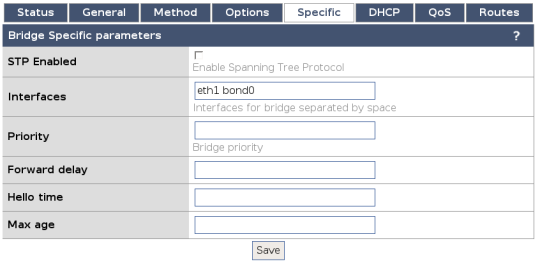 Status General Method Options Specific DHCP QoS Routes
Bridge Specific parameters ?
STP Enabled
Enable Spanning Tree Protocol
Interfaces eth1 bond0
Interfaces for bridge separated by space
Priority
Bridge priority
Forward delay
Hello time
Max age
Save